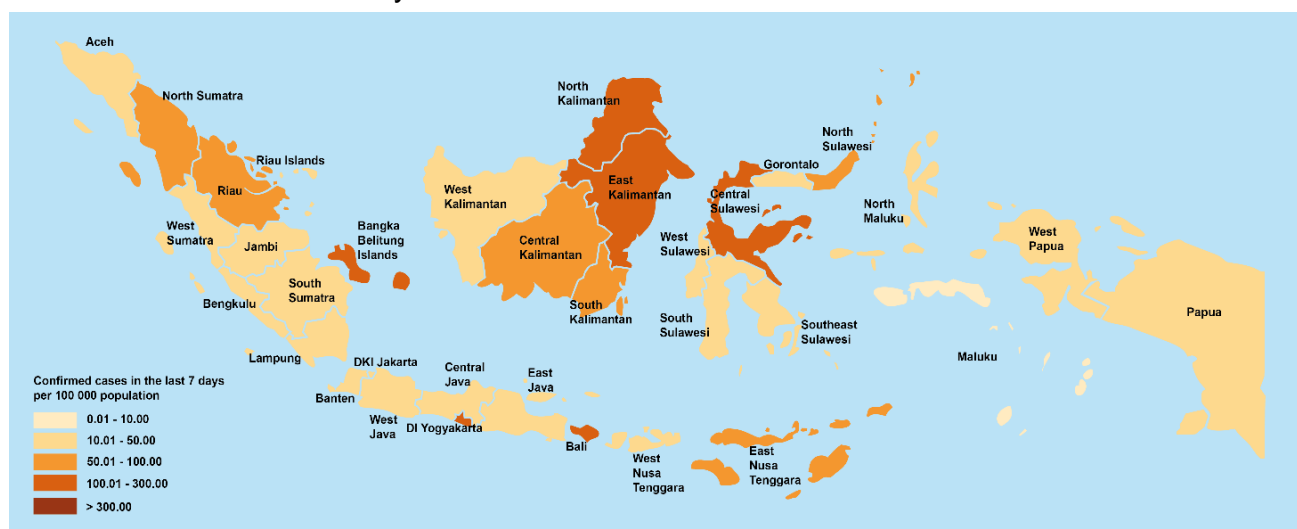 Aceh
North Sumatra
Riau Islands
Riau
West
Sumatra
Jambi
Bangka
Belitung
Islands
South
Sumatra
Bengkulu
Lampung
North
Kalimantan
West
Kalimantan
East
Kalimantan
Central
Kalimantan
South
Kalimantan
North
Sulawesi
Gorontalo
Central
Sulawesi
West
Sulawesi
South
Sulawesi
Southeast
Sulawesi
North
Maluku
West
Papua
Papua
Maluku
DKI Jakarta
Banten
West
Java
Central
Java
DI Yogyakarta
East
Java
Bali
West
Nusa
Tenggara
East
Nusa
Tenggara
Confirmed cases in the last 7 days
per 100 000 population
0.01 - 10.00
10.01 - 50.00
50.01 - 100.00
100.01 - 300.00
> 300.00